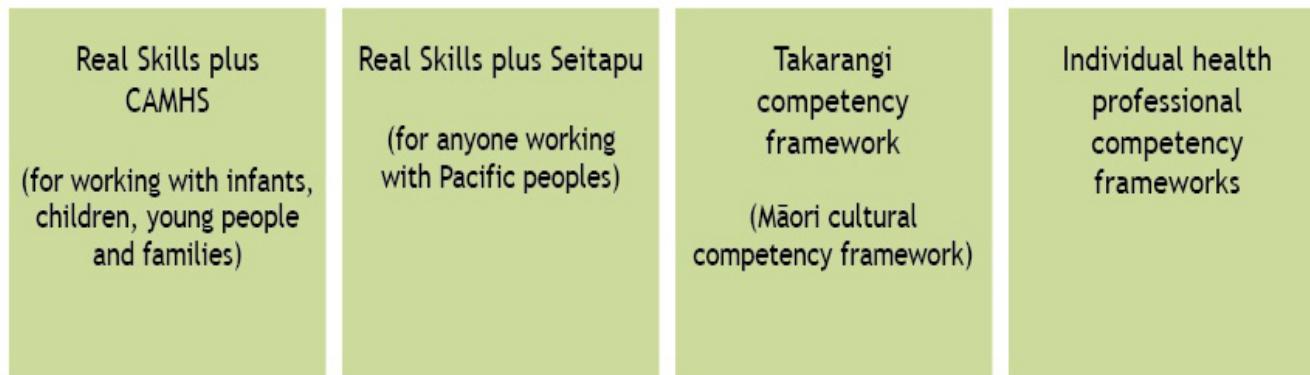 Real Skills plus
CAMHS
(for working with infants,
children, young people
and families)
Real Skills plus Seitapu
(for anyone working
with Pacific peoples)
Takarangi
competency
framework
(Māori cultural
competency framework)
Individual health
professional
competency
frameworks